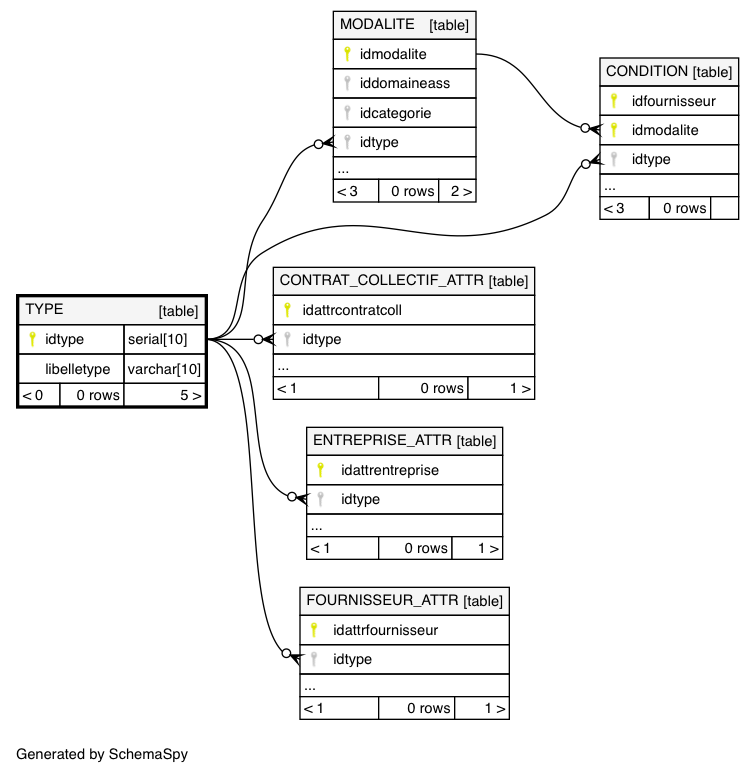 MODALITE [table]
idmodalite
iddomaineass
idcategorie
idtype
...
< 3 0 rows 2 >
CONDITION [table]
idfournisseur
idmodalite
idtype
...
< 3 0 rows
TYPE [table]
idtype serial[10]
libelletype varchar[10]
< 0 0 rows 5 >
CONTRAT_COLLECTIF_ATTR [table]
idattrcontratcoll
idtype
...
< 1 0 rows 1 >
ENTREPRISE_ATTR [table]
idattrentreprise
idtype
...
< 1 0 rows 1 >
FOURNISSEUR_ATTR [table]
idattrfournisseur
idtype
...
< 1 0 rows 1 >
Generated by SchemaSpy